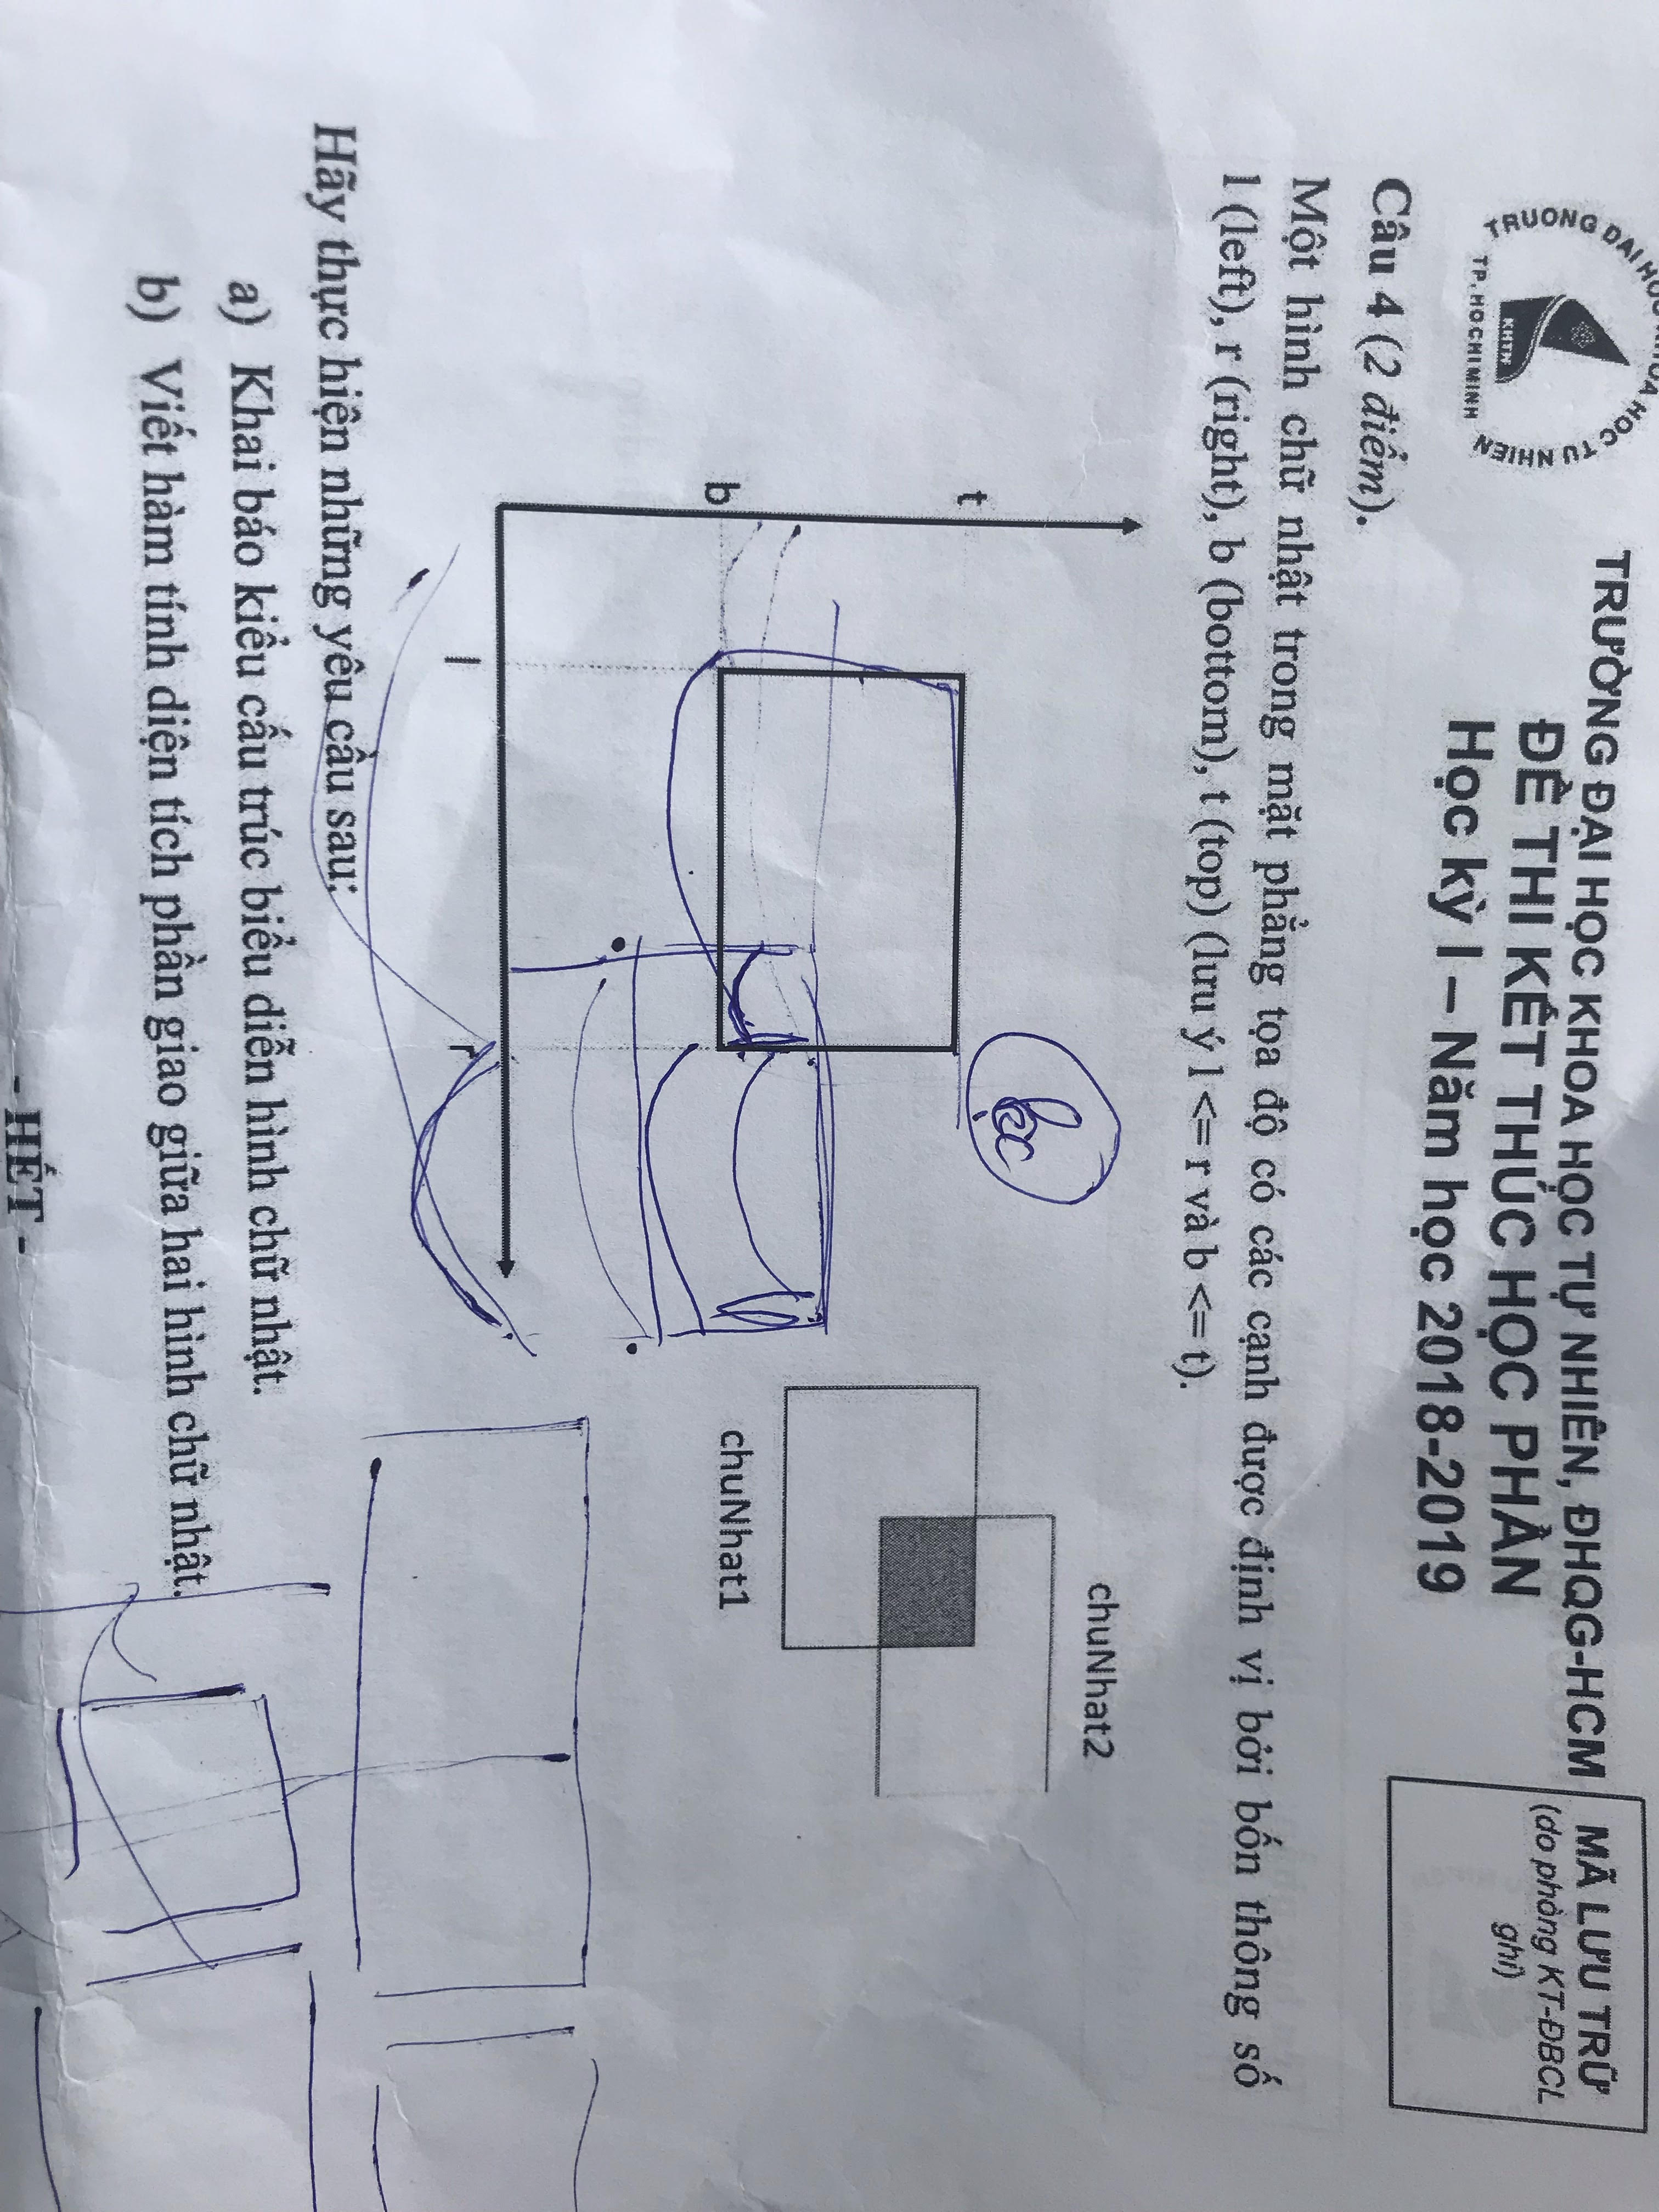 TRƯỜNG ĐẠI HỌC KHOA HỌC TỰ NHIÊN
KHTN
TP. HO CHI MINH
TRƯỜNG ĐẠI HỌC KHOA HỌC TỰ NHIÊN, ĐHQG-HCM
ĐỀ THI KẾT THÚC HỌC PHẦN
Học kỳ I – Năm học 2018-2019
MÃ LƯU TRỮ
(do phòng KT-ĐBCL
ghi)
Câu 4 (2 điểm).
Một hình chữ nhật trong mặt phẳng tọa độ có các cạnh được định vị bởi bốn thông số
l (left), r (right), b (bottom), t (top) (lưu ý l <= r và b <= t).
t
b
l
r
chuNhat2
chuNhat1
Hãy thực hiện những yêu cầu sau:
a) Khai báo kiểu cấu trúc biểu diễn hình chữ nhật.
b) Viết hàm tính diện tích phần giao giữa hai hình chữ nhật.
- HẾT -